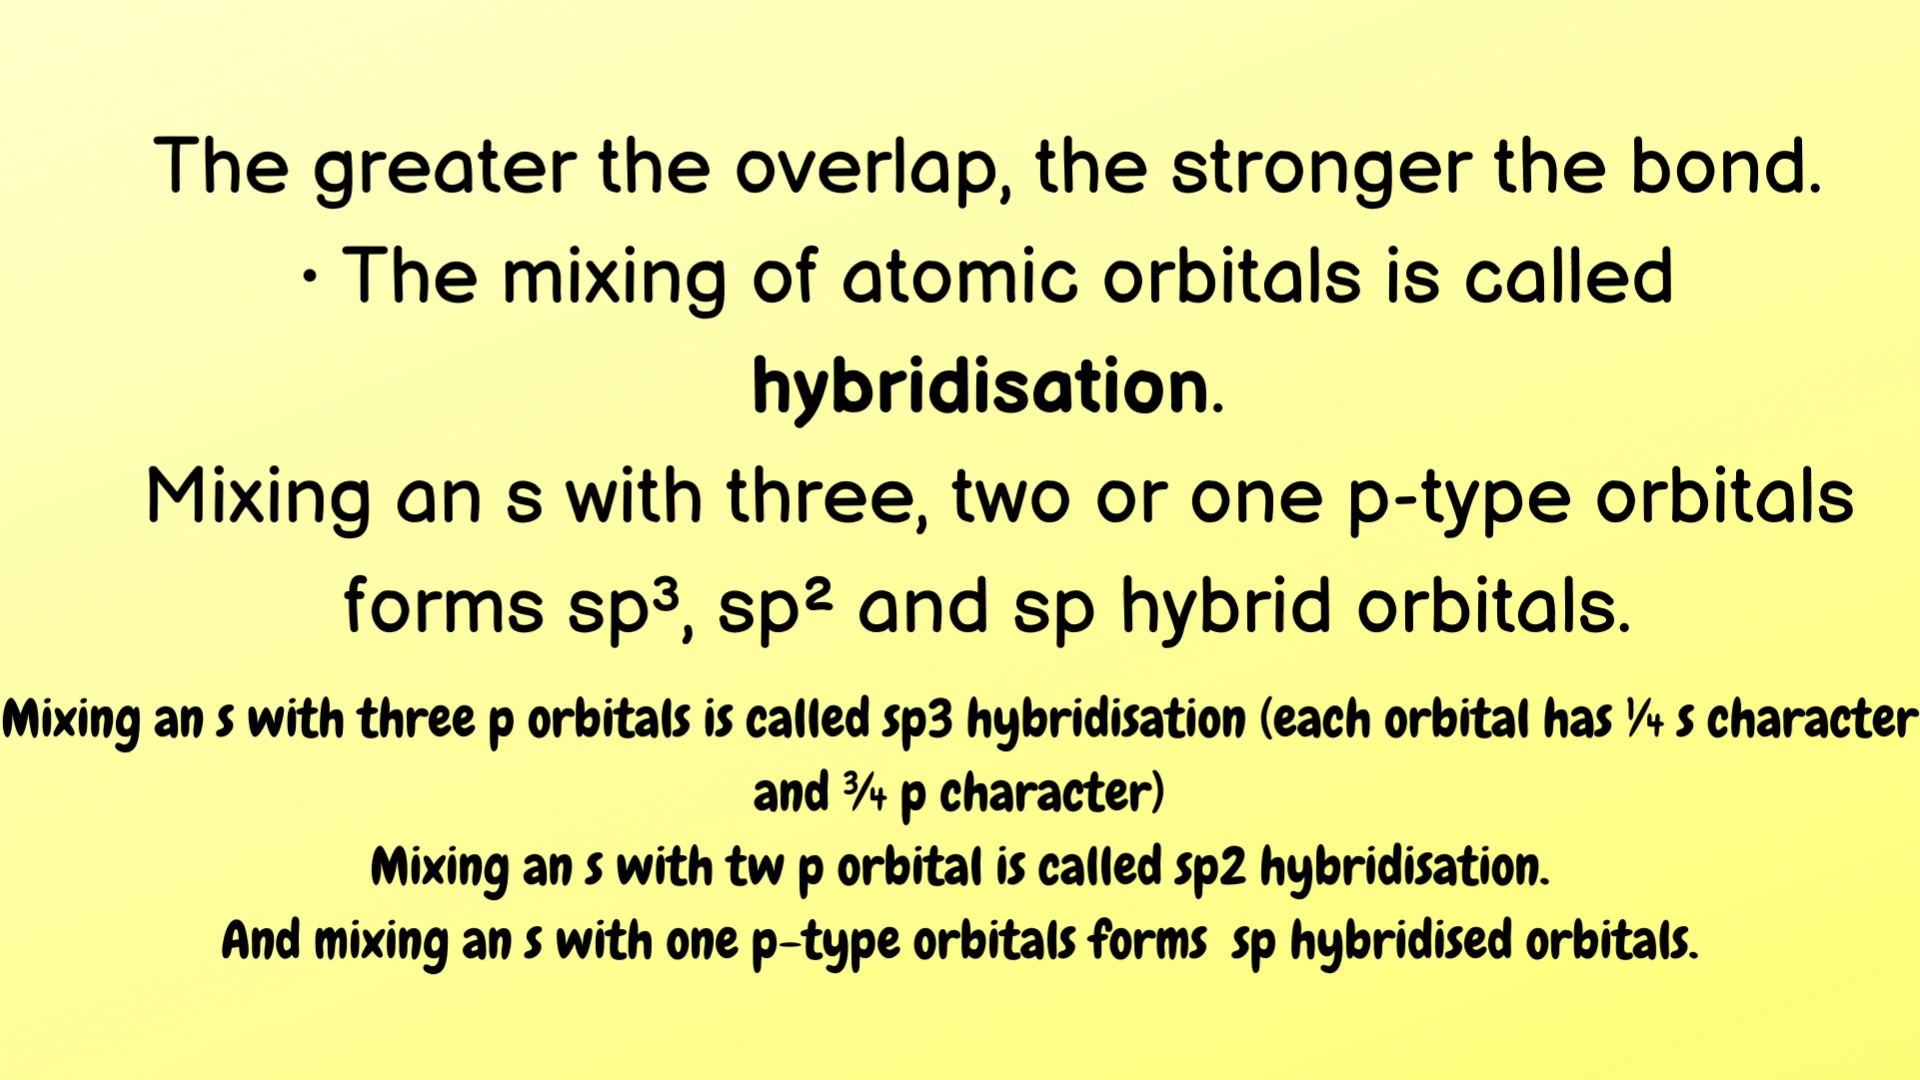 The greater the overlap, the stronger the bond.
• The mixing of atomic orbitals is called
hybridisation.
Mixing an s with three, two or one p-type orbitals
forms sp³, sp² and sp hybrid orbitals.
Mixing an s with three p orbitals is called sp3 hybridisation (each orbital has ¼ s character
and ¾ p character)
Mixing an s with tw p orbital is called sp2 hybridisation.
And mixing an s with one p-type orbitals forms  sp hybridised orbitals.